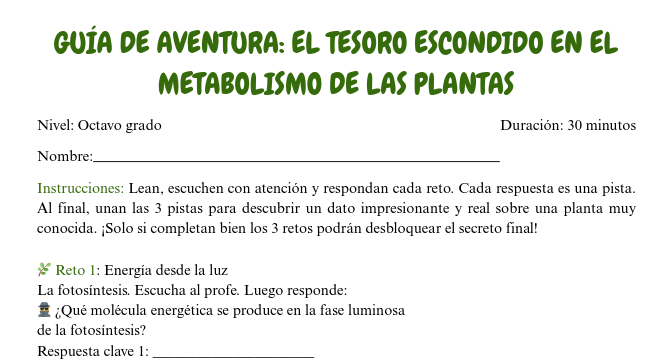 GUÍA DE AVENTURA: EL TESORO ESCONDIDO EN EL
METABOLISMO DE LAS PLANTAS
Nivel: Octavo grado Duración: 30 minutos
Nombre:____________________________________________________
Instrucciones: Lean, escuchen con atención y respondan cada reto. Cada respuesta es una pista.
Al final, unan las 3 pistas para descubrir un dato impresionante y real sobre una planta muy
conocida. ¡Solo si completan bien los 3 retos podrán desbloquear el secreto final!
🌿 Reto 1: Energía desde la luz
La fotosíntesis. Escucha al profe. Luego responde:
🕵️ ¿Qué molécula energética se produce en la fase luminosa
de la fotosíntesis?
Respuesta clave 1: _____________________